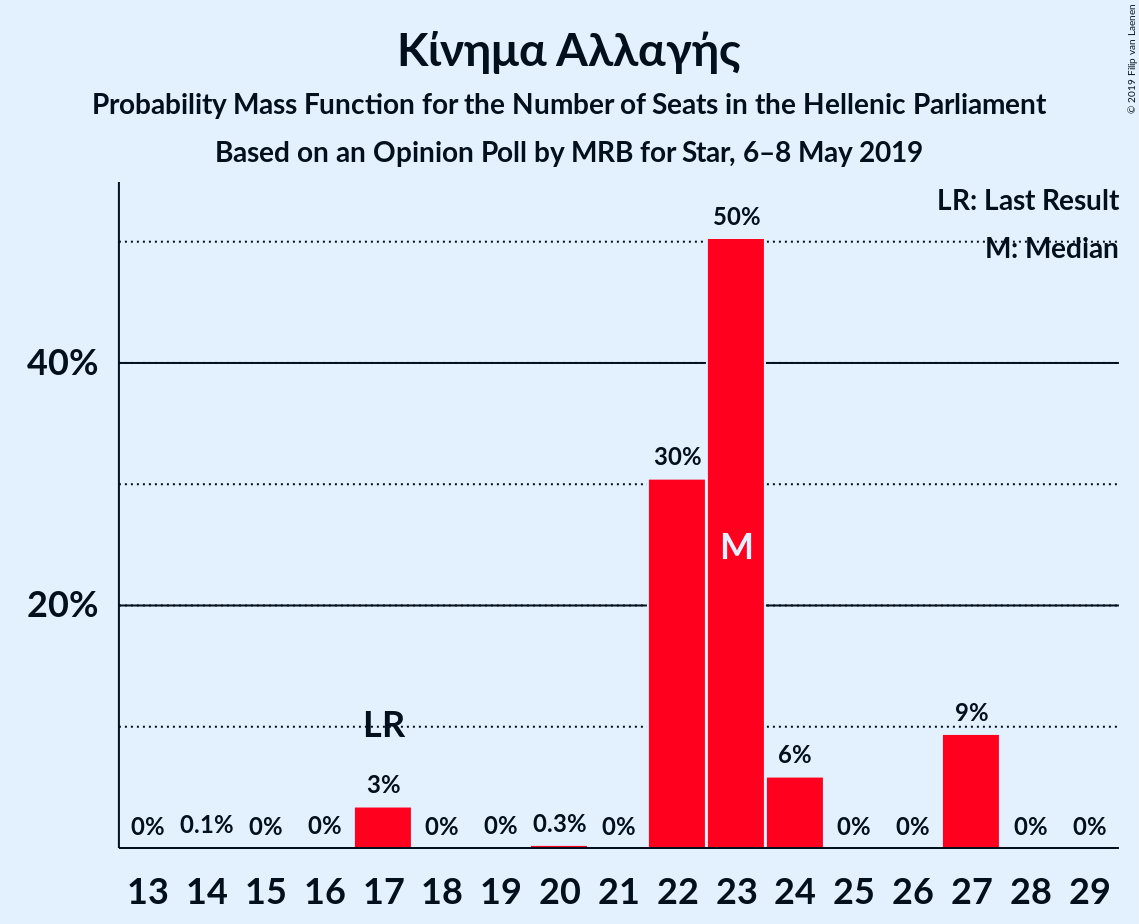 Κίνημα Αλλαγής
Probability Mass Function for the Number of Seats in the Hellenic Parliament
Based on an Opinion Poll by MRB for Star, 6–8 May 2019
© 2019 Filip van Laenen
LR: Last Result
M: Median
40%
20%
0%
0.1%
0%
0%
LR
3%
0%
0%
0.3%
0%
30%
50%
M
6%
0%
0%
9%
0%
0%
13 14 15 16 17 18 19 20 21 22 23 24 25 26 27 28 29